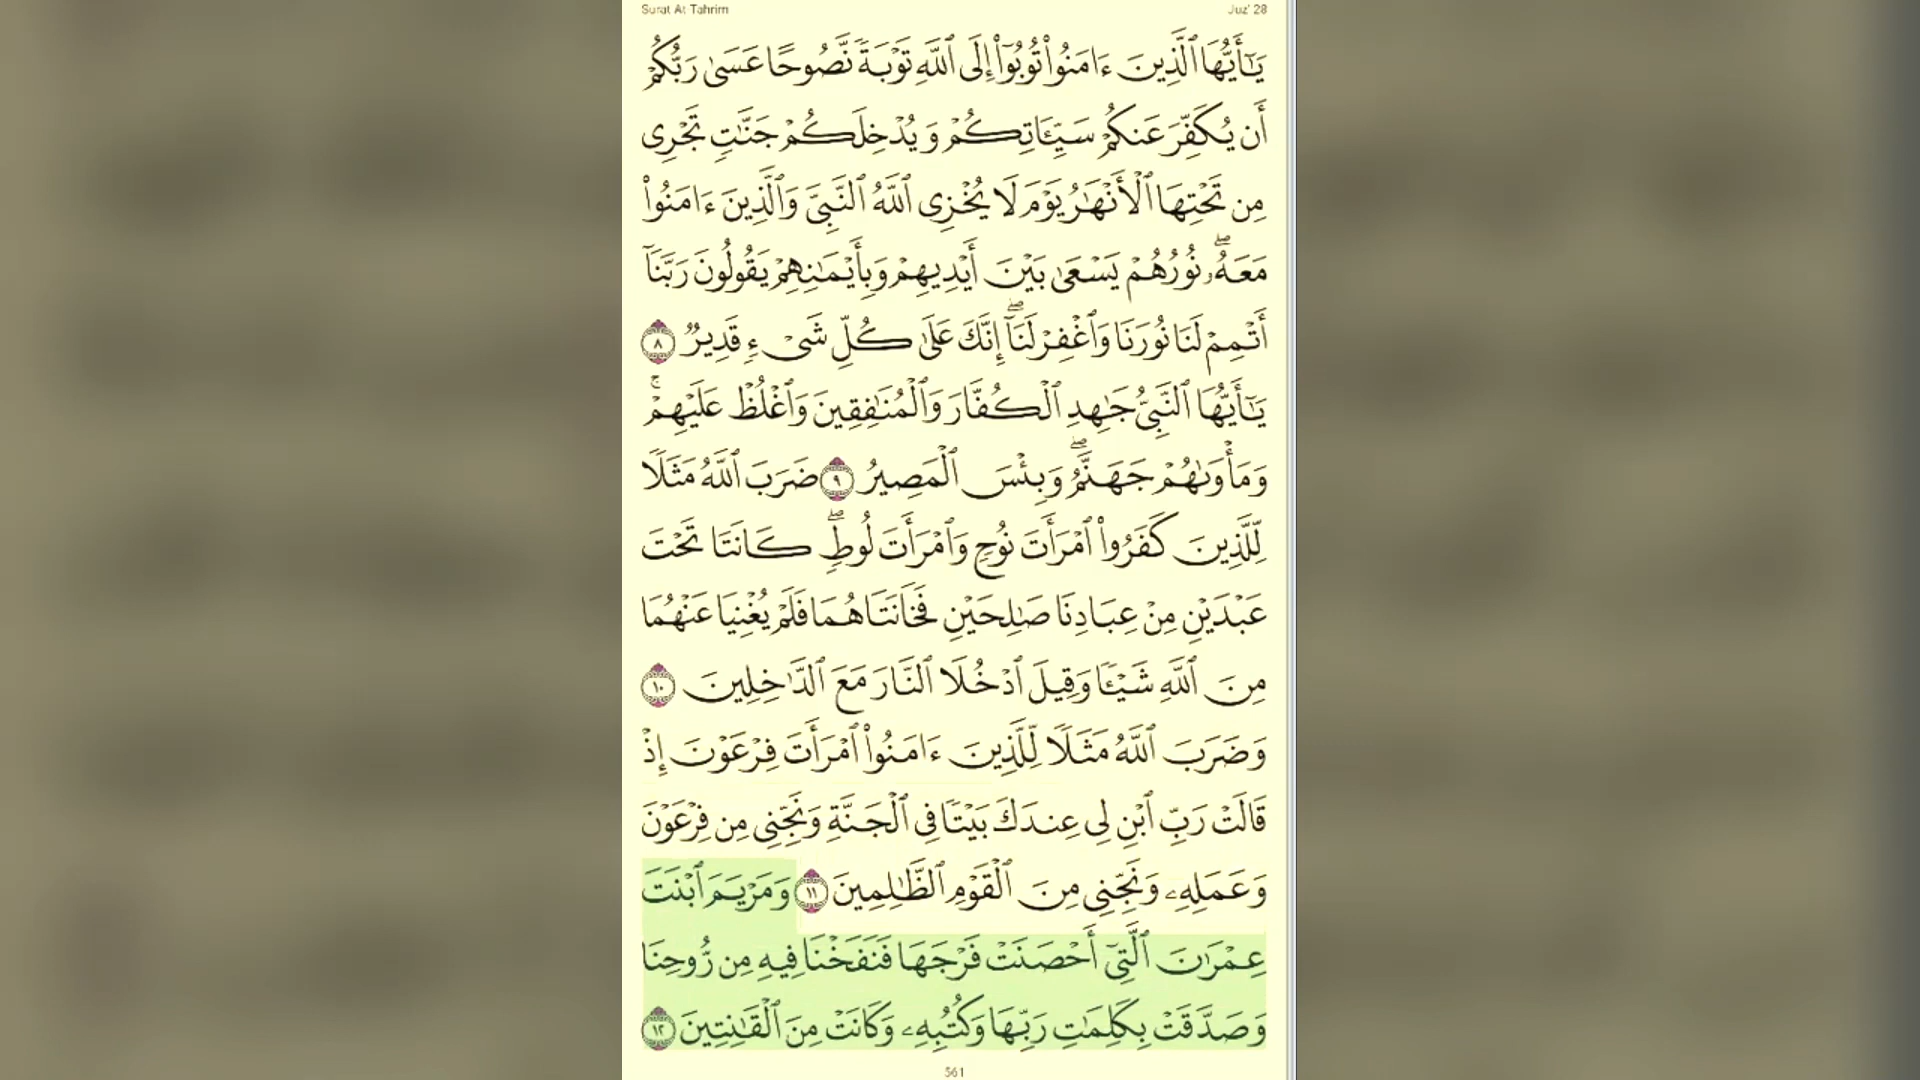 Surat At Tahrim
Juz' 28
يَـٰٓأَيُّهَا ٱلَّذِينَ ءَامَنُوا۟ تُوبُوٓا۟ إِلَى ٱللَّهِ تَوْبَةً نَّصُوحًا عَسَىٰ رَبُّكُمْ
أَن يُكَفِّرَ عَنكُمْ سَيِّـَٔاتِكُمْ وَيُدْخِلَكُمْ جَنَّـٰتٍ تَجْرِى
مِن تَحْتِهَا ٱلْأَنْهَـٰرُ يَوْمَ لَا يُخْزِى ٱللَّهُ ٱلنَّبِىَّ وَٱلَّذِينَ ءَامَنُوا۟
مَعَهُۥۖ نُورُهُمْ يَسْعَىٰ بَيْنَ أَيْدِيهِمْ وَبِأَيْمَـٰنِهِمْ يَقُولُونَ رَبَّنَآ
أَتْمِمْ لَنَا نُورَنَا وَٱغْفِرْ لَنَآۖ إِنَّكَ عَلَىٰ كُلِّ شَىْءٍ قَدِيرٌ ٨
يَـٰٓأَيُّهَا ٱلنَّبِىُّ جَـٰهِدِ ٱلْكُفَّارَ وَٱلْمُنَـٰفِقِينَ وَٱغْلُظْ عَلَيْهِمْۚ
وَمَأْوَىٰهُمْ جَهَنَّمُۖ وَبِئْسَ ٱلْمَصِيرُ ٩ ضَرَبَ ٱللَّهُ مَثَلًا
لِّلَّذِينَ كَفَرُوا۟ ٱمْرَأَتَ نُوحٍ وَٱمْرَأَتَ لُوطٍۖ كَانَتَا تَحْتَ
عَبْدَيْنِ مِنْ عِبَادِنَا صَـٰلِحَيْنِ فَخَانَتَاهُمَا فَلَمْ يُغْنِيَا عَنْهُمَا
مِنَ ٱللَّهِ شَيْـًٔا وَقِيلَ ٱدْخُلَا ٱلنَّارَ مَعَ ٱلدَّٰخِلِينَ ١٠
وَضَرَبَ ٱللَّهُ مَثَلًا لِّلَّذِينَ ءَامَنُوا۟ ٱمْرَأَتَ فِرْعَوْنَ إِذْ
قَالَتْ رَبِّ ٱبْنِ لِى عِندَكَ بَيْتًا فِى ٱلْجَنَّةِ وَنَجِّنِى مِن فِرْعَوْنَ
وَعَمَلِهِۦ وَنَجِّنِى مِنَ ٱلْقَوْمِ ٱلظَّـٰلِمِينَ ١١ وَمَرْيَمَ ٱبْنَتَ
عِمْرَٰنَ ٱلَّتِىٓ أَحْصَنَتْ فَرْجَهَا فَنَفَخْنَا فِيهِ مِن رُّوحِنَا
وَصَدَّقَتْ بِكَلِمَـٰتِ رَبِّهَا وَكُتُبِهِۦ وَكَانَتْ مِنَ ٱلْقَـٰنِتِينَ ١٢
561